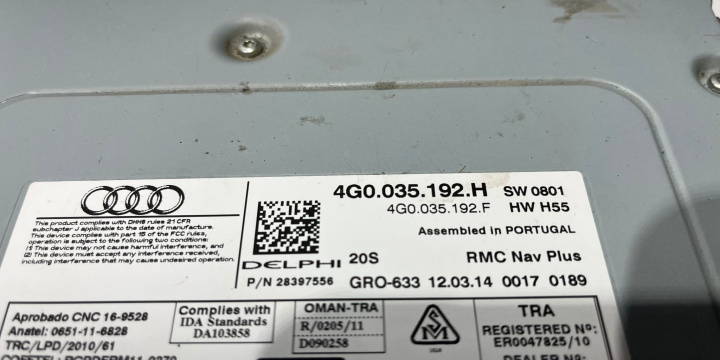 4G0.035.192.H SW 0801
4G0.035.192.F HW H55
Assembled in PORTUGAL
This product complies with DHHS rules 21 CFR
subchapter J applicable to the date of manufacture.
This device complies with part 15 of the FCC rules,
operation is subject to the following two conditions:
(1) This device may not cause harmful interference, and
(2) This device must accept any interference received,
including interference that may cause undesired operation.
DELPHI 20S RMC Nav Plus
P/N 28397556 GRO-633 12.03.14 0017 0189
Aprobado CNC 16-9528
Anatel: 0651-11-6828
TRC/LPD/2010/61
Complies with
IDA Standards
DA103858
OMAN-TRA
R/0205/11
D090258
TRA
REGISTERED No:
ER0047825/10
DEALER No: